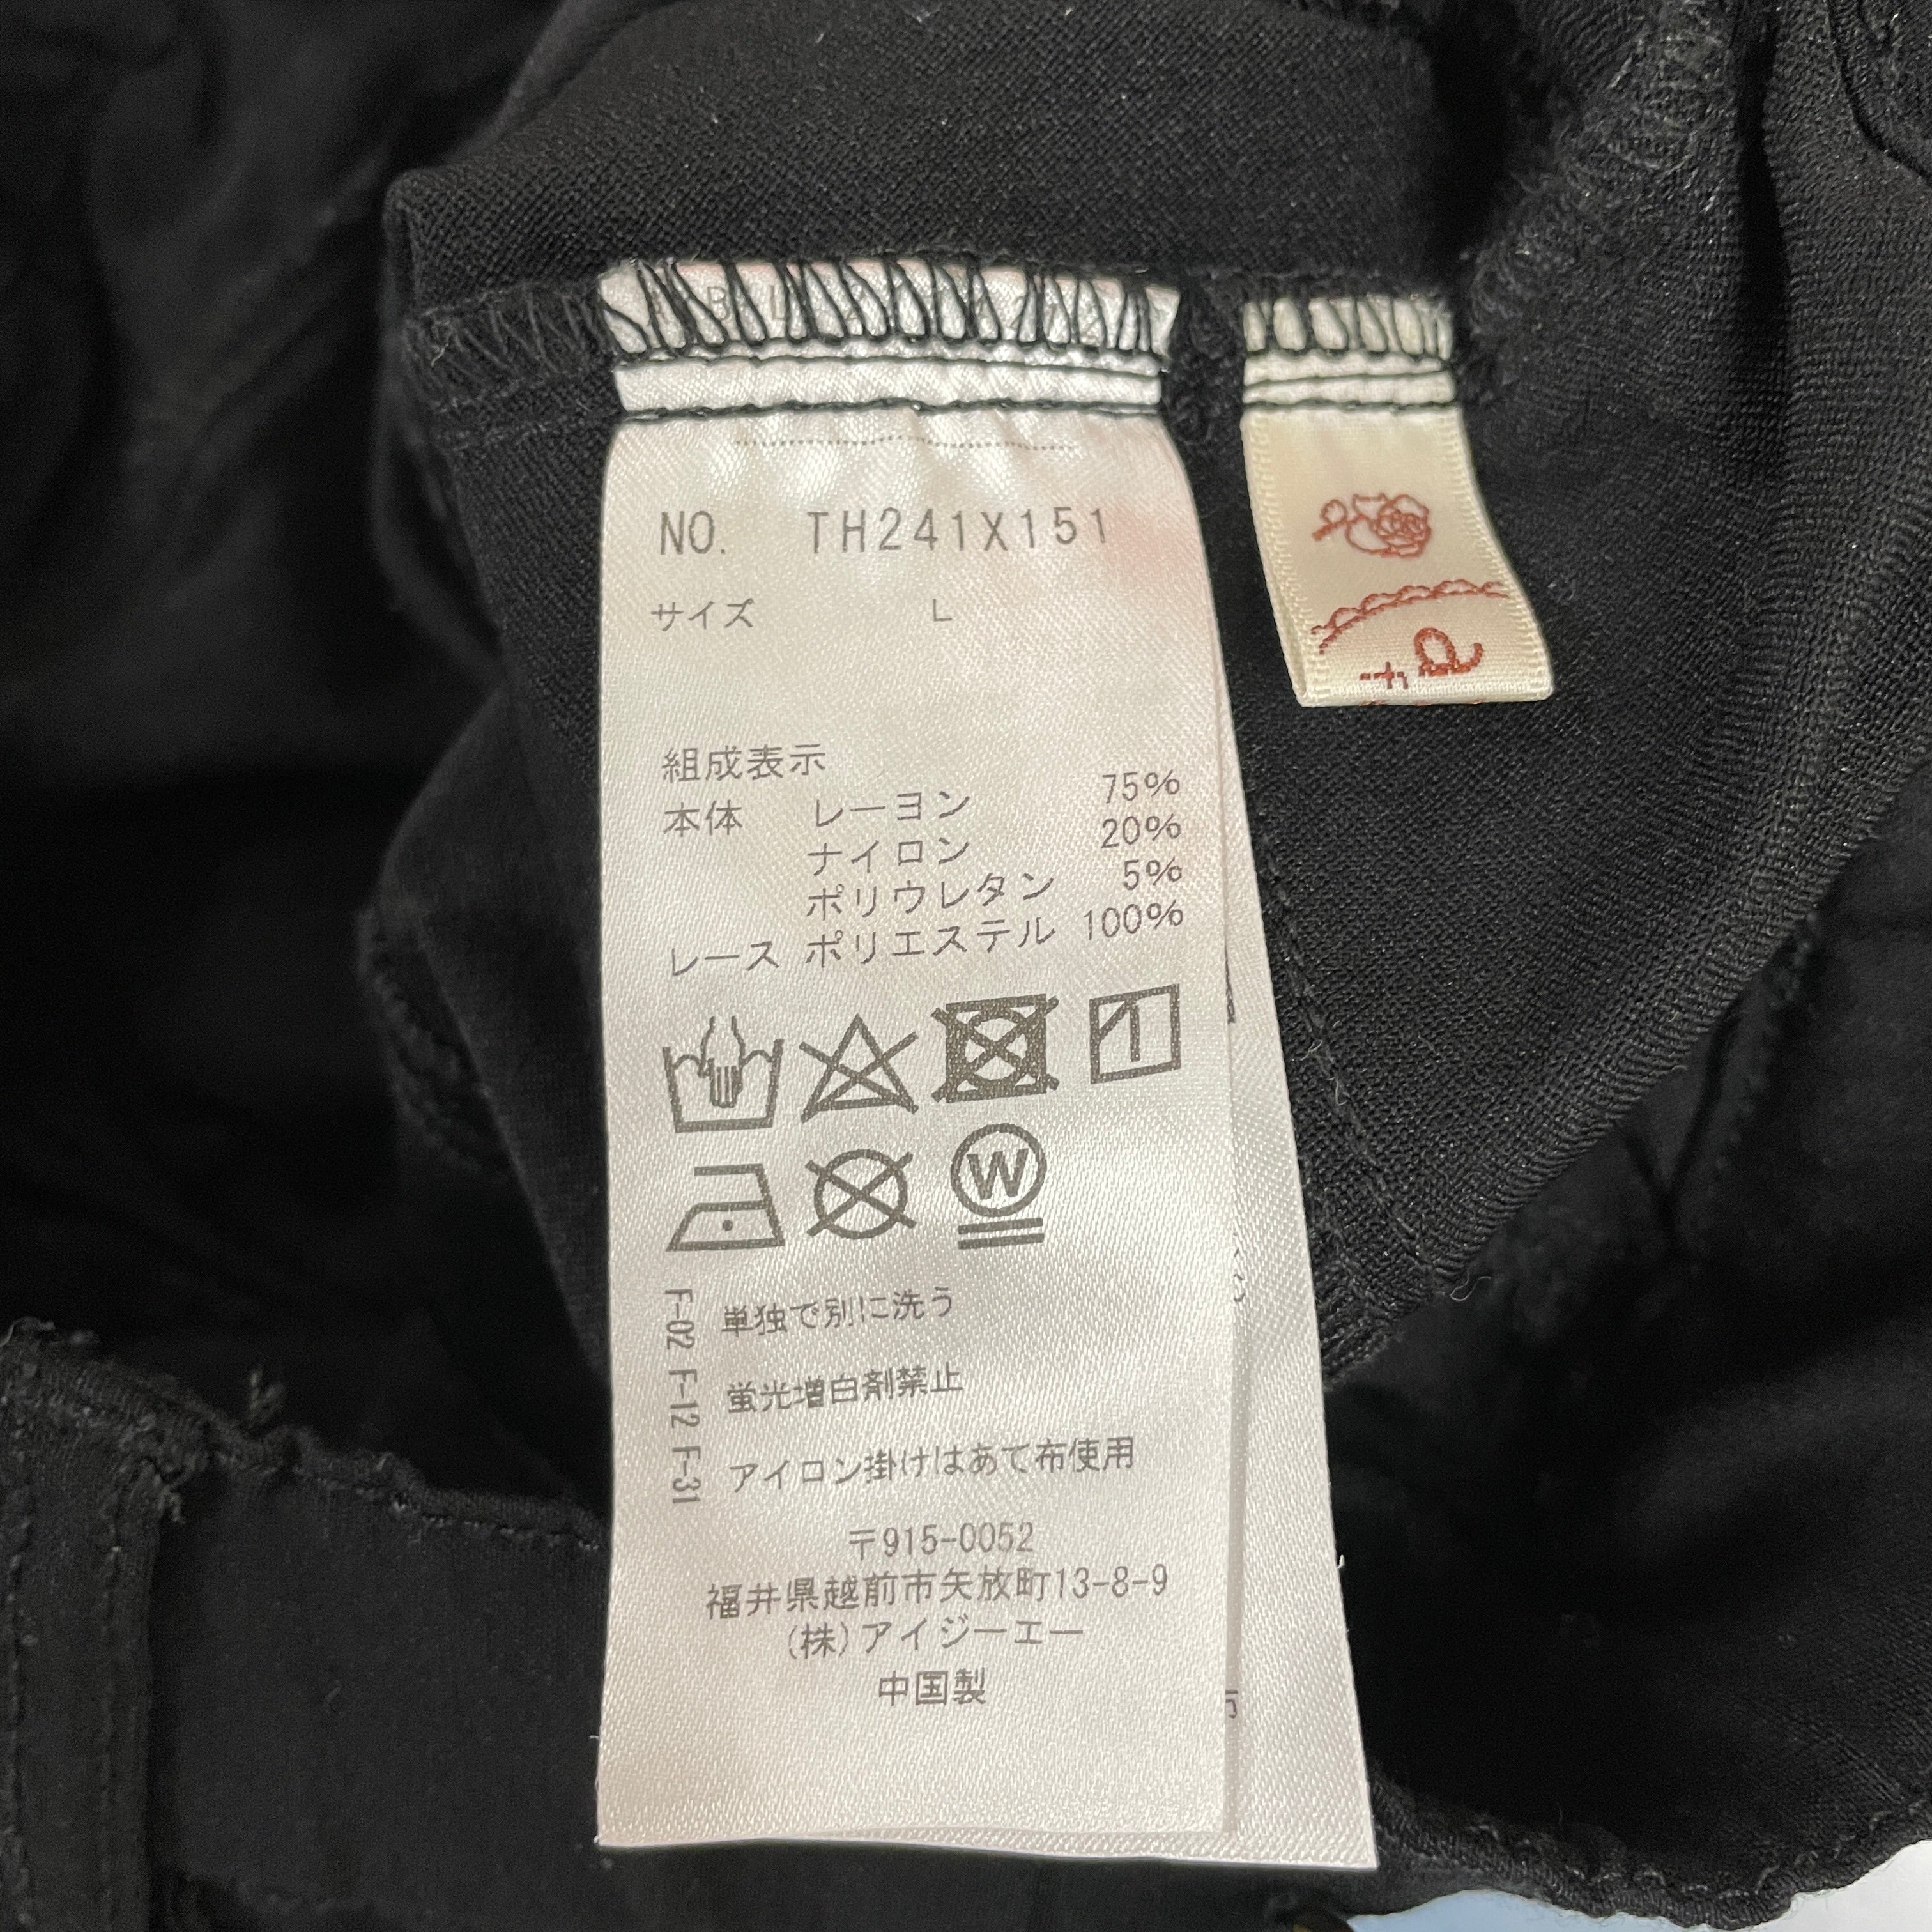 NO. TH241X151
サイズ L
組成表示
本体 レーヨン 75%
ナイロン 20%
ポリウレタン 5%
レース ポリエステル 100%
W
F-02 F-12 F-31
単独で別に洗う
蛍光増白剤禁止
アイロン掛けはあて布使用
〒915-0052
福井県越前市矢放町13-8-9
(株)アイジーエー
中国製